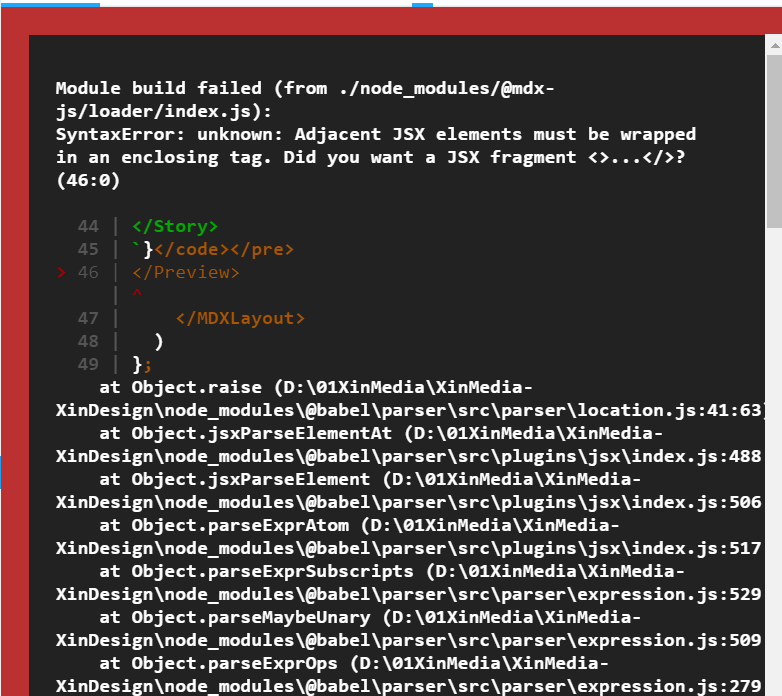 Module build failed (from ./node_modules/@mdx-
js/loader/index.js):
SyntaxError: unknown: Adjacent JSX elements must be wrapped
in an enclosing tag. Did you want a JSX fragment <>...</>?
(46:0)
44 | </Story>
45 | `}</code></pre>
> 46 | </Preview>
| ^
47 |     </MDXLayout>
48 |   )
49 | };
at Object.raise (D:\01XinMedia\XinMedia-
XinDesign\node_modules\@babel\parser\src\parser\location.js:41:63)
at Object.jsxParseElementAt (D:\01XinMedia\XinMedia-
XinDesign\node_modules\@babel\parser\src\plugins\jsx\index.js:488
at Object.jsxParseElement (D:\01XinMedia\XinMedia-
XinDesign\node_modules\@babel\parser\src\plugins\jsx\index.js:506
at Object.parseExprAtom (D:\01XinMedia\XinMedia-
XinDesign\node_modules\@babel\parser\src\plugins\jsx\index.js:517
at Object.parseExprSubscripts (D:\01XinMedia\XinMedia-
XinDesign\node_modules\@babel\parser\src\parser\expression.js:529
at Object.parseMaybeUnary (D:\01XinMedia\XinMedia-
XinDesign\node_modules\@babel\parser\src\parser\expression.js:509
at Object.parseExprOps (D:\01XinMedia\XinMedia-
XinDesign\node_modules\@babel\parser\src\parser\expression.js:279